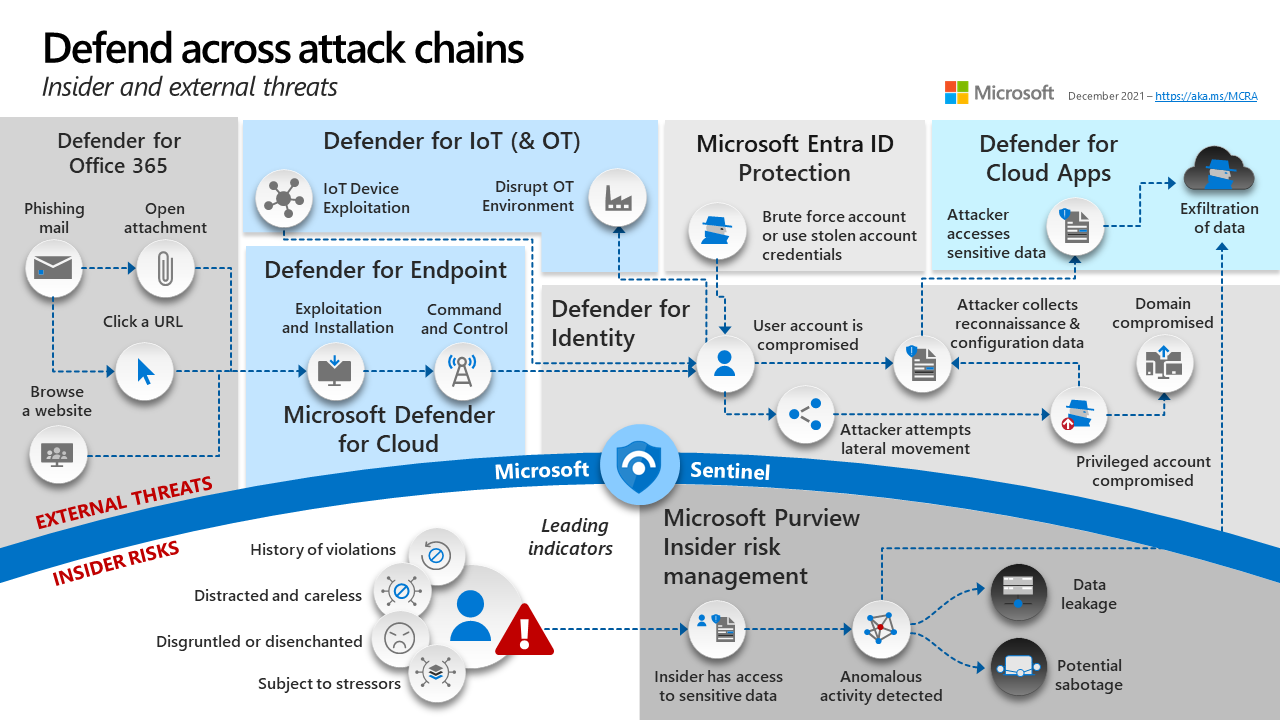 Defend across attack chains
Insider and external threats
Microsoft
December 2021 – https://aka.ms/MCRA
Defender for
Office 365
Phishing
mail
Open
attachment
Click a URL
Browse
a website
Defender for IoT (& OT)
IoT Device
Exploitation
Disrupt OT
Environment
Defender for Endpoint
Exploitation
and Installation
Command
and Control
Microsoft Defender
for Cloud
Microsoft Entra ID
Protection
Brute force account
or use stolen account
credentials
Defender for
Cloud Apps
Attacker
accesses
sensitive data
Exfiltration
of data
Defender for
Identity
User account is
compromised
Attacker collects
reconnaissance &
configuration data
Domain
compromised
Attacker attempts
lateral movement
Privileged account
compromised
Microsoft Sentinel
EXTERNAL THREATS
INSIDER RISKS
Leading
indicators
History of violations
Distracted and careless
Disgruntled or disenchanted
Subject to stressors
Microsoft Purview
Insider risk
management
Insider has access
to sensitive data
Anomalous
activity detected
Data
leakage
Potential
sabotage